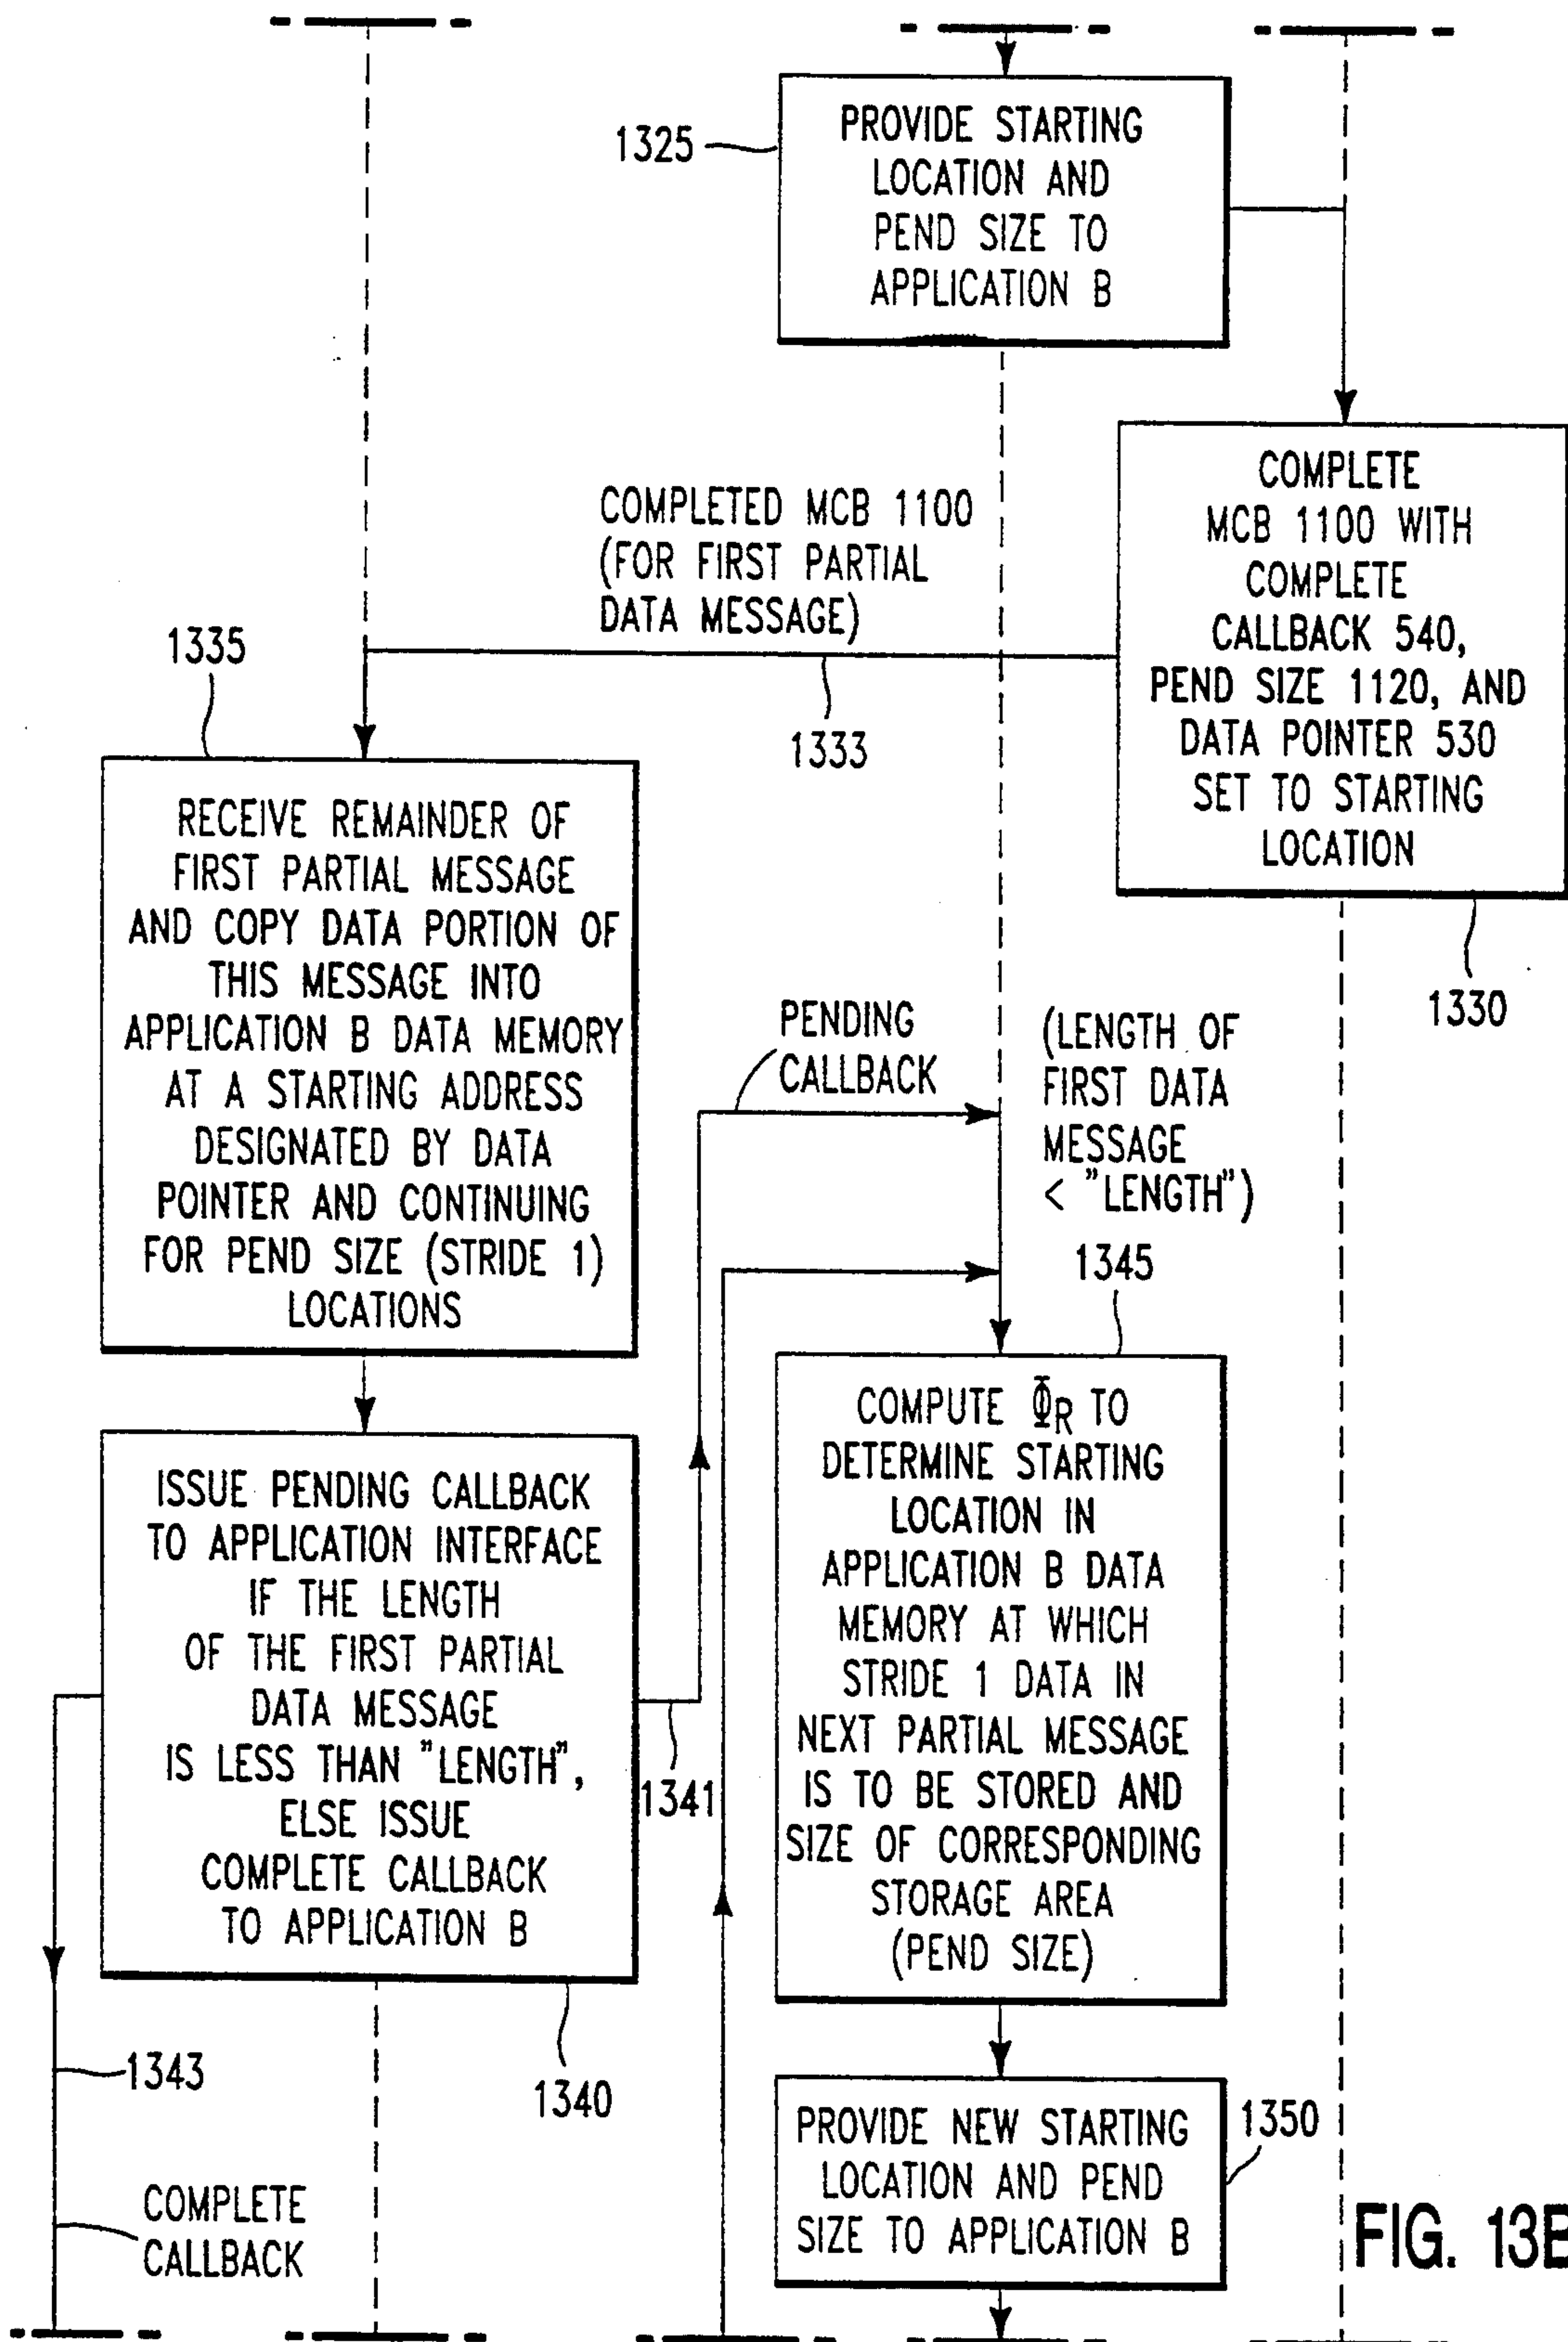 1325
PROVIDE STARTING
LOCATION AND
PEND SIZE TO
APPLICATION B
COMPLETE
MCB 1100 WITH
COMPLETE
CALLBACK 540,
PEND SIZE 1120, AND
DATA POINTER 530
SET TO STARTING
LOCATION
1330
COMPLETED MCB 1100
(FOR FIRST PARTIAL
DATA MESSAGE)
1333
1335
RECEIVE REMAINDER OF
FIRST PARTIAL MESSAGE
AND COPY DATA PORTION OF
THIS MESSAGE INTO
APPLICATION B DATA MEMORY
AT A STARTING ADDRESS
DESIGNATED BY DATA
POINTER AND CONTINUING
FOR PEND SIZE (STRIDE 1)
LOCATIONS
PENDING
CALLBACK
(LENGTH OF
FIRST DATA
MESSAGE
< "LENGTH")
1345
ISSUE PENDING CALLBACK
TO APPLICATION INTERFACE
IF THE LENGTH
OF THE FIRST PARTIAL
DATA MESSAGE
IS LESS THAN "LENGTH",
ELSE ISSUE
COMPLETE CALLBACK
TO APPLICATION B
1341
1340
1343
COMPLETE
CALLBACK
COMPUTE ΦR TO
DETERMINE STARTING
LOCATION IN
APPLICATION B DATA
MEMORY AT WHICH
STRIDE 1 DATA IN
NEXT PARTIAL MESSAGE
IS TO BE STORED AND
SIZE OF CORRESPONDING
STORAGE AREA
(PEND SIZE)
PROVIDE NEW STARTING
LOCATION AND PEND
SIZE TO APPLICATION B
1350
FIG. 13B